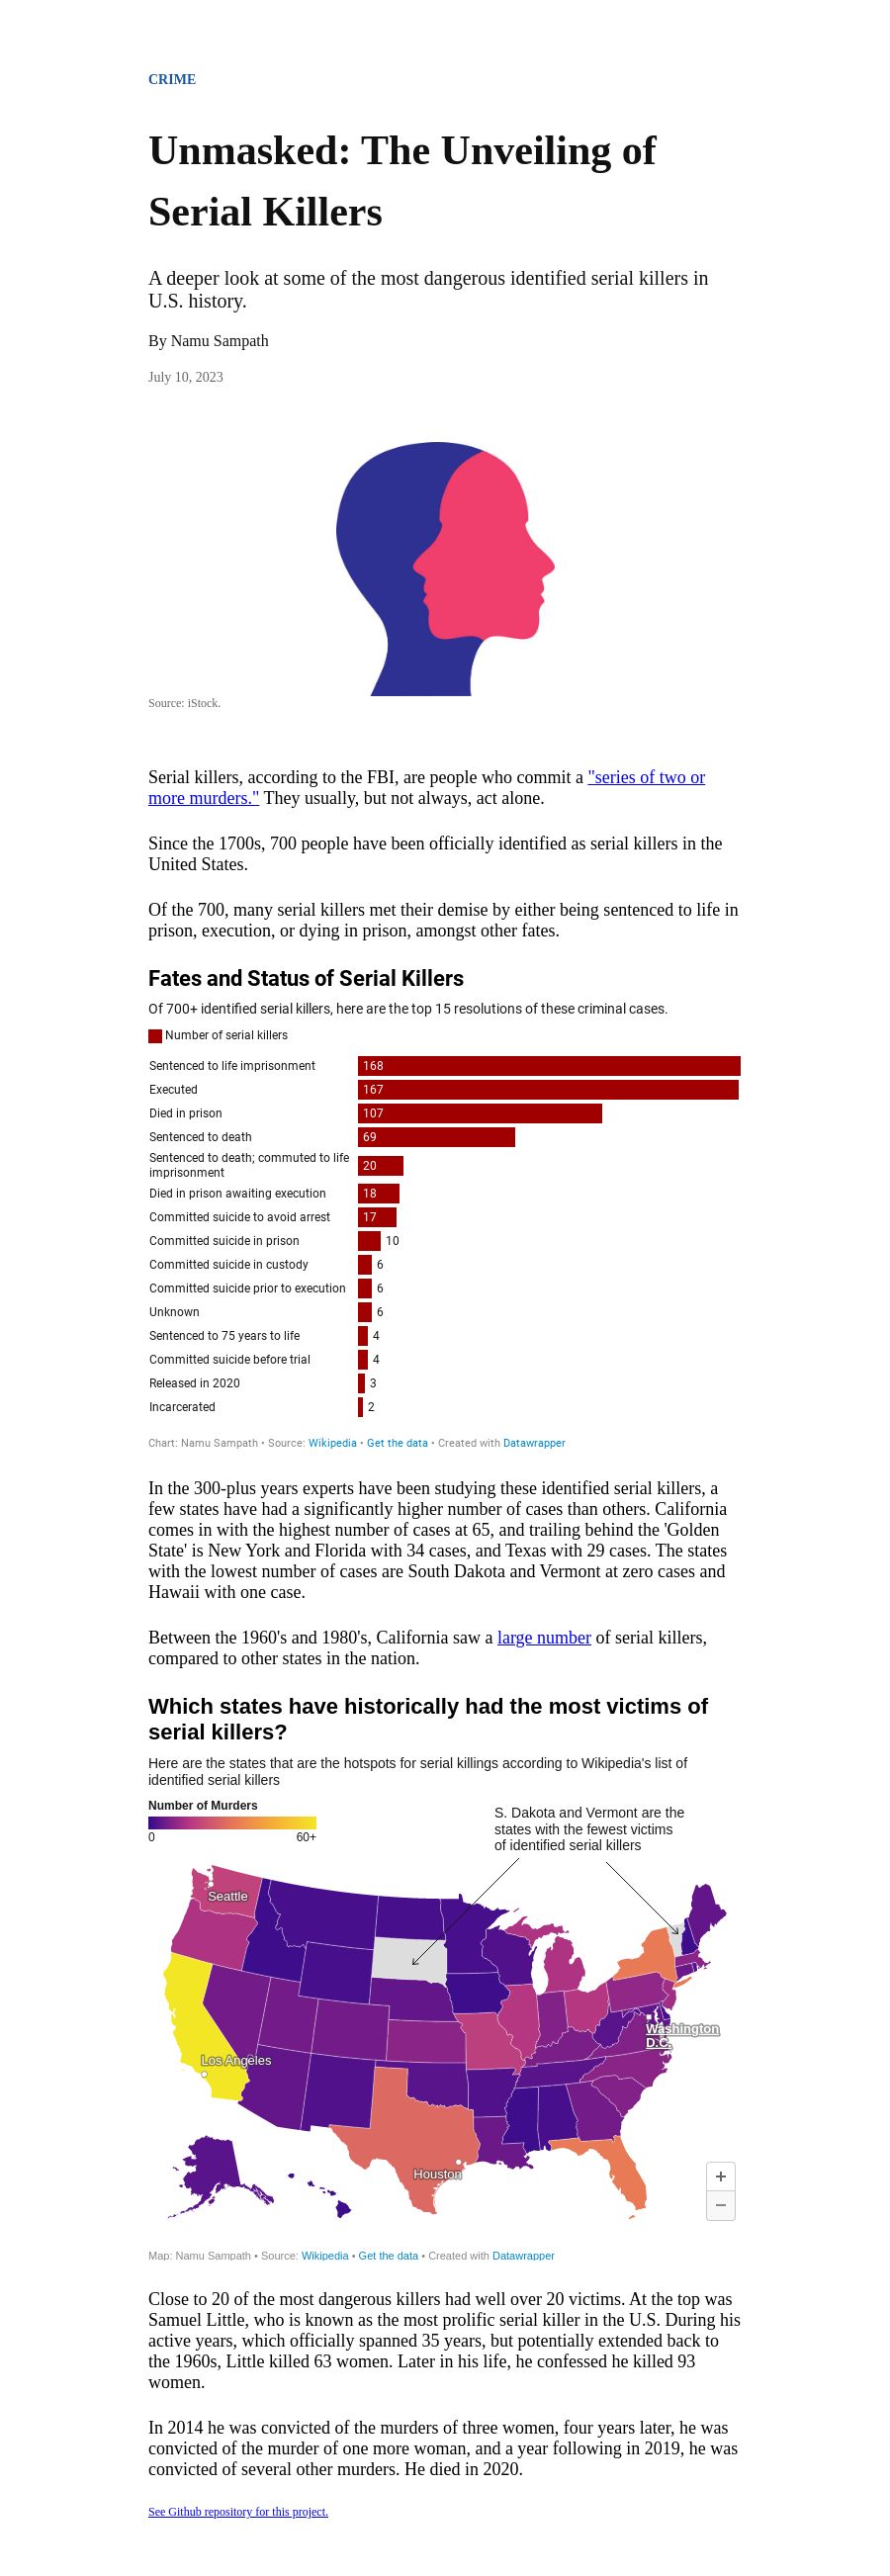 CRIME
Unmasked: The Unveiling of
Serial Killers
A deeper look at some of the most dangerous identified serial killers in
U.S. history.
By Namu Sampath
July 10, 2023
Source: iStock.
Serial killers, according to the FBI, are people who commit a "series of two or
more murders." They usually, but not always, act alone.
Since the 1700s, 700 people have been officially identified as serial killers in the
United States.
Of the 700, many serial killers met their demise by either being sentenced to life in
prison, execution, or dying in prison, amongst other fates.
Fates and Status of Serial Killers
Of 700+ identified serial killers, here are the top 15 resolutions of these criminal cases.
Number of serial killers
Sentenced to life imprisonment 168
Executed 167
Died in prison 107
Sentenced to death 69
Sentenced to death; commuted to life
imprisonment 20
Died in prison awaiting execution 18
Committed suicide to avoid arrest 17
Committed suicide in prison 10
Committed suicide in custody 6
Committed suicide prior to execution 6
Unknown 6
Sentenced to 75 years to life 4
Committed suicide before trial 4
Released in 2020 3
Incarcerated 2
Chart: Namu Sampath • Source: Wikipedia • Get the data • Created with Datawrapper
In the 300-plus years experts have been studying these identified serial killers, a
few states have had a significantly higher number of cases than others. California
comes in with the highest number of cases at 65, and trailing behind the 'Golden
State' is New York and Florida with 34 cases, and Texas with 29 cases. The states
with the lowest number of cases are South Dakota and Vermont at zero cases and
Hawaii with one case.
Between the 1960's and 1980's, California saw a large number of serial killers,
compared to other states in the nation.
Which states have historically had the most victims of
serial killers?
Here are the states that are the hotspots for serial killings according to Wikipedia's list of
identified serial killers
Number of Murders
0 60+
S. Dakota and Vermont are the
states with the fewest victims
of identified serial killers
Seattle
Washington
D.C.
Los Angeles
Houston
+
−
Map: Namu Sampath • Source: Wikipedia • Get the data • Created with Datawrapper
Close to 20 of the most dangerous killers had well over 20 victims. At the top was
Samuel Little, who is known as the most prolific serial killer in the U.S. During his
active years, which officially spanned 35 years, but potentially extended back to
the 1960s, Little killed 63 women. Later in his life, he confessed he killed 93
women.
In 2014 he was convicted of the murders of three women, four years later, he was
convicted of the murder of one more woman, and a year following in 2019, he was
convicted of several other murders. He died in 2020.
See Github repository for this project.